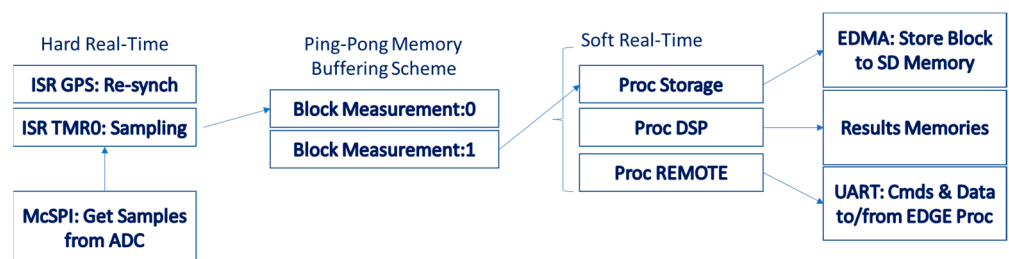 Hard Real-Time
ISR GPS: Re-synch
ISR TMR0: Sampling
McSPI: Get Samples
from ADC
Ping-Pong Memory
Buffering Scheme
Block Measurement:0
Block Measurement:1
Soft Real-Time
Proc Storage
Proc DSP
Proc REMOTE
EDMA: Store Block
to SD Memory
Results Memories
UART: Cmds & Data
to/from EDGE Proc